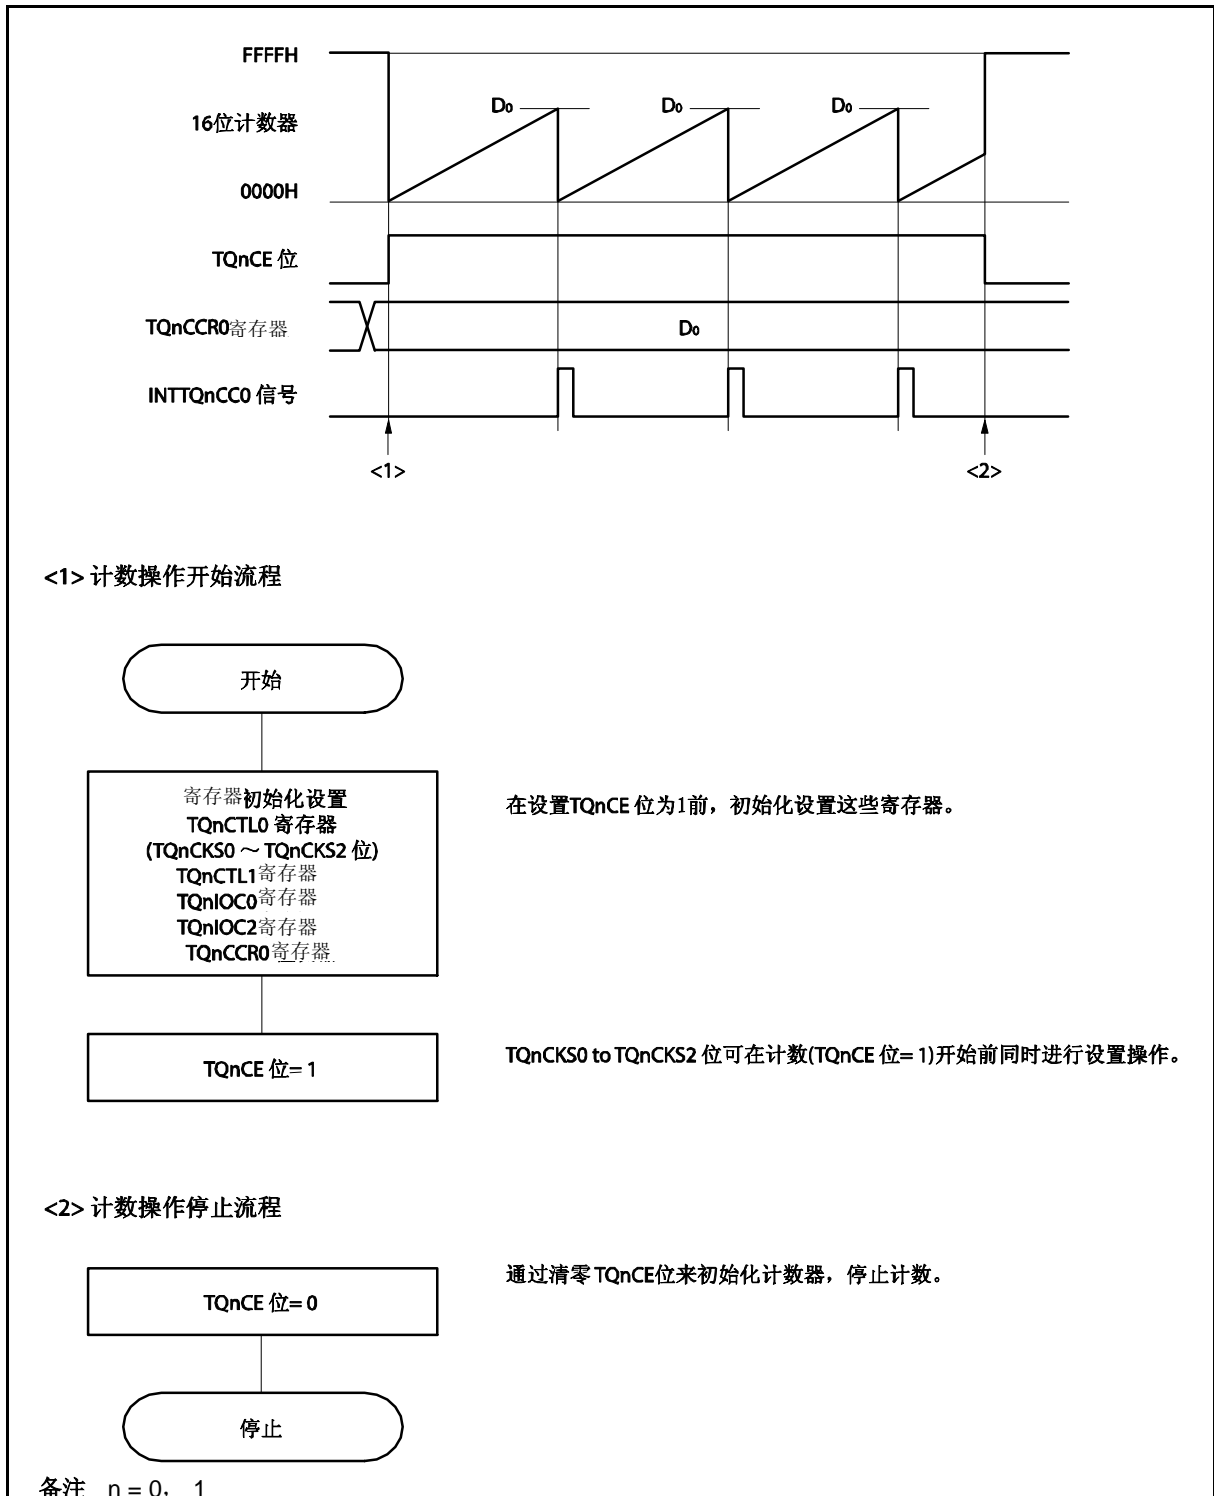 FFFFH
D0 D0 D0
16位计数器
0000H
TQnCE 位
TQnCCR0寄存器
D0
INTTQnCC0 信号
<1> <2>
<1> 计数操作开始流程
开始
寄存器初始化设置
TQnCTL0 寄存器
(TQnCKS0 ～ TQnCKS2 位)
TQnCTL1寄存器
TQnIOC0寄存器
TQnIOC2寄存器
TQnCCR0寄存器
在设置TQnCE 位为1前，初始化设置这些寄存器。
TQnCE 位= 1
TQnCKS0 to TQnCKS2 位可在计数(TQnCE 位= 1)开始前同时进行设置操作。
<2> 计数操作停止流程
TQnCE 位= 0
通过清零 TQnCE位来初始化计数器，停止计数。
停止
备注 n = 0， 1